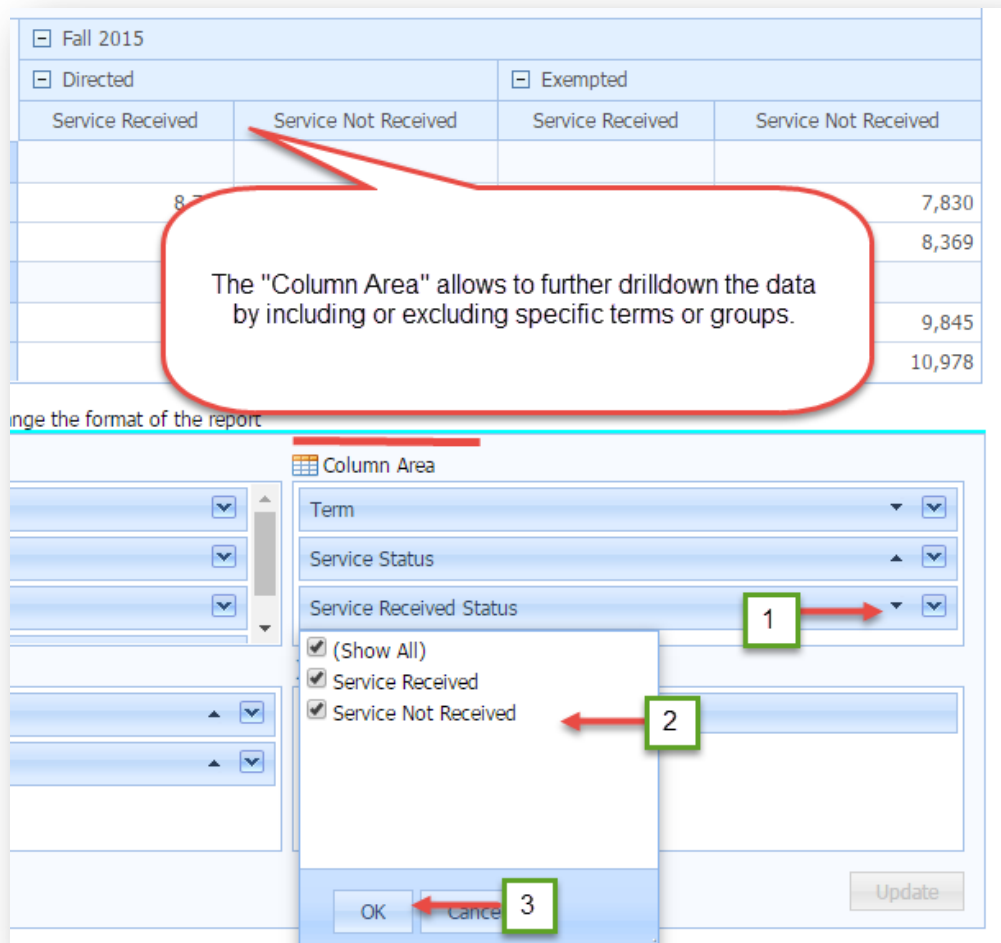 Fall 2015
Directed Exempted
Service Received Service Not Received Service Received Service Not Received
7,830
8,369
The "Column Area" allows to further drilldown the data
by including or excluding specific terms or groups.
9,845
10,978
the format of the report
Column Area
Term
Service Status
Service Received Status
1
(Show All)
Service Received
Service Not Received
2
OK
3
Update